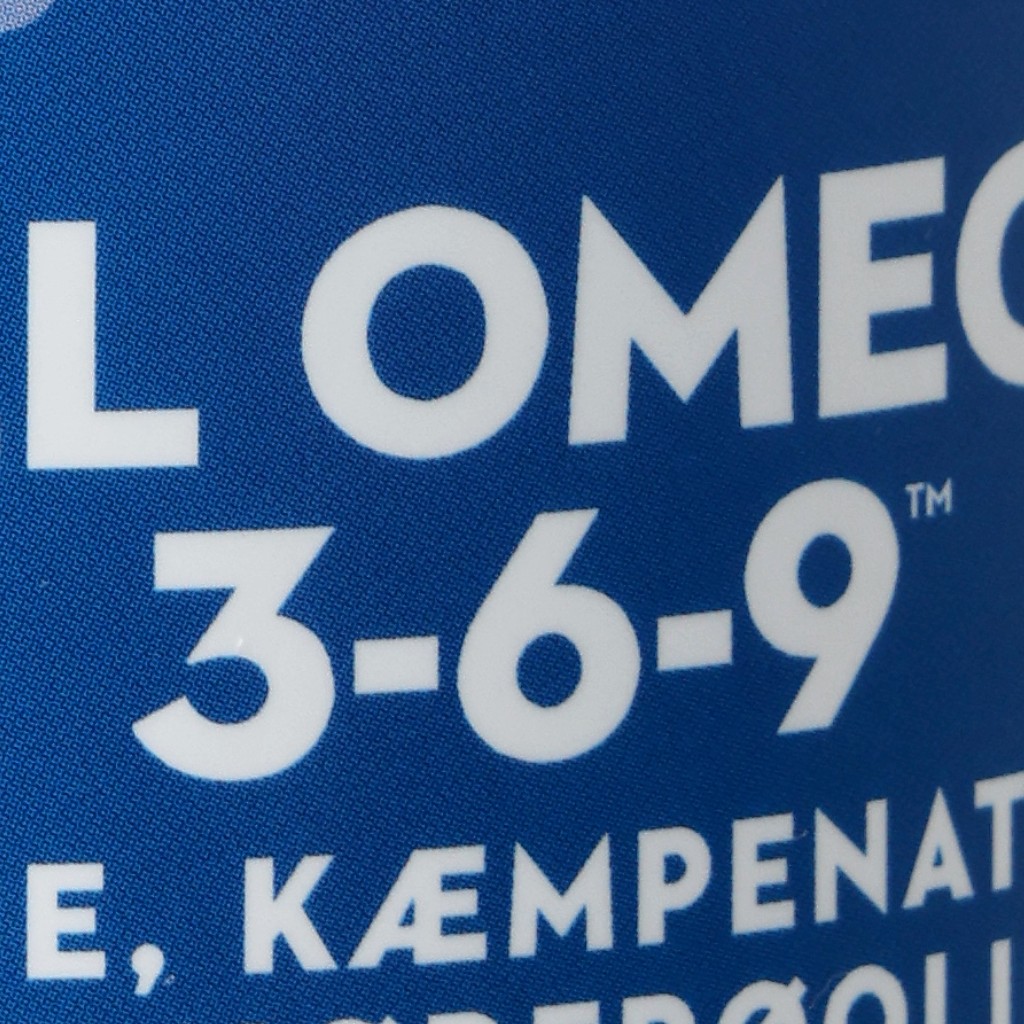 L OMEG
3-6-9™
E, KÆMPENAT